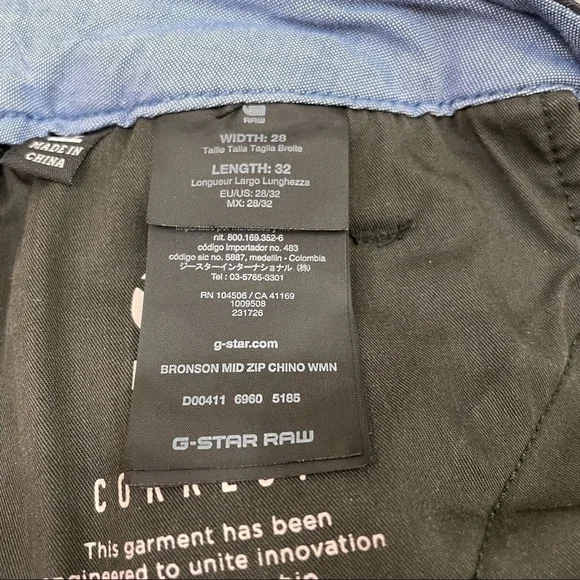 RAW
WIDTH: 28
Taille Talla Taglia Breite
LENGTH: 32
Longueur Largo Lunghezza
EU/US: 28/32
MX: 28/32
MADE IN
CHINA
nit. 800.169.352-6
código importador no. 483
código sic no. 5887, medellin - Colombia
ジースターインターナショナル (株)
Tel : 03-5765-3301
RN 104506 / CA 41169
1009508
231726
g-star.com
BRONSON MID ZIP CHINO WMN
D00411 6960 5185
G-STAR RAW
This garment has been
to unite innovation